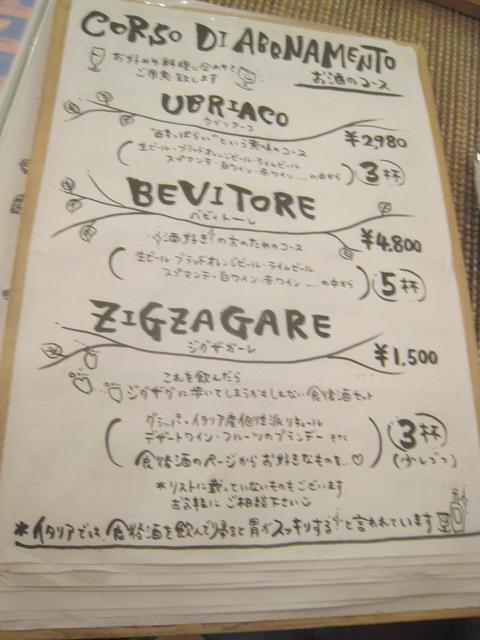 CORSO DI ABBONAMENTO
お好みや料理に合わせて
ご用意致します
お酒のコース
UBRIACO
ウブリアーコ
¥2,980
"酔っぱらい"という意味のコース
(生ビール・ブラッドオレンジビール・ライムビール
スプマンテ・白ワイン・赤ワイン…の中から) 3杯
BEVITORE
ベビィトーレ
¥4,800
酒好きの方のためのコース
(生ビール・ブラッドオレンジビール・ライムビール
スプマンテ・白ワイン・赤ワイン…の中から) 5杯
ZIGZAGARE
ジグザガーレ
¥1,500
これを飲んだら
ジグザグに歩いてしまうかもしれない食後酒セット
(グラッパ・イタリア産個性派リキュール
デザートワイン・フルーツのブランデー etc
食後酒のページからお好きなものを…♡) 3杯
(少しづつ)
*リストに載っていないものもございます
お気軽にご相談下さい
*イタリアでは、食後酒を飲んで帰ると胃がスッキリする と言われています